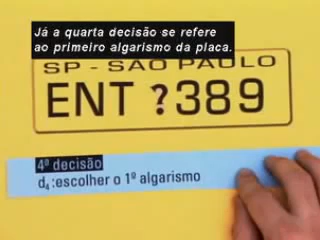 Já a quarta decisão se refere
ao primeiro algarismo da placa.
SP - SÃO PAULO
ENT ?389
4ª decisão
d₄:escolher o 1º algarismo